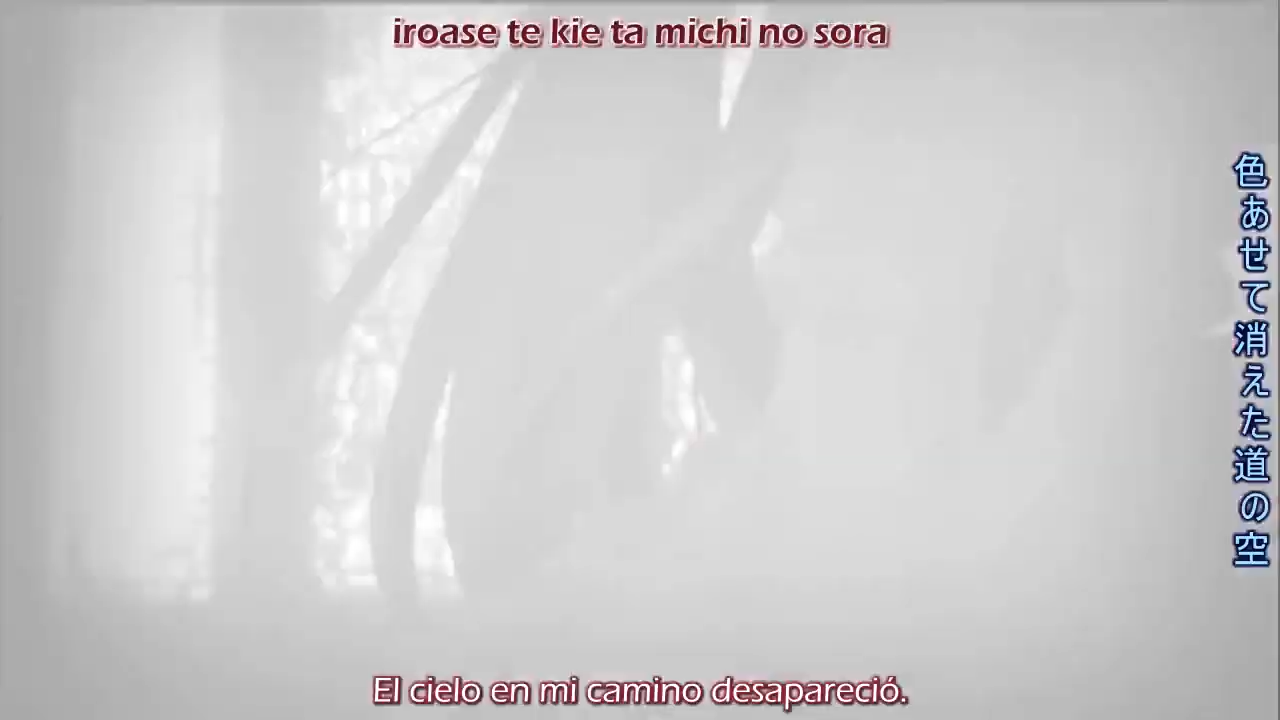 iroase te kie ta michi no sora
色あせて消えた道の空
El cielo en mi camino desapareció.